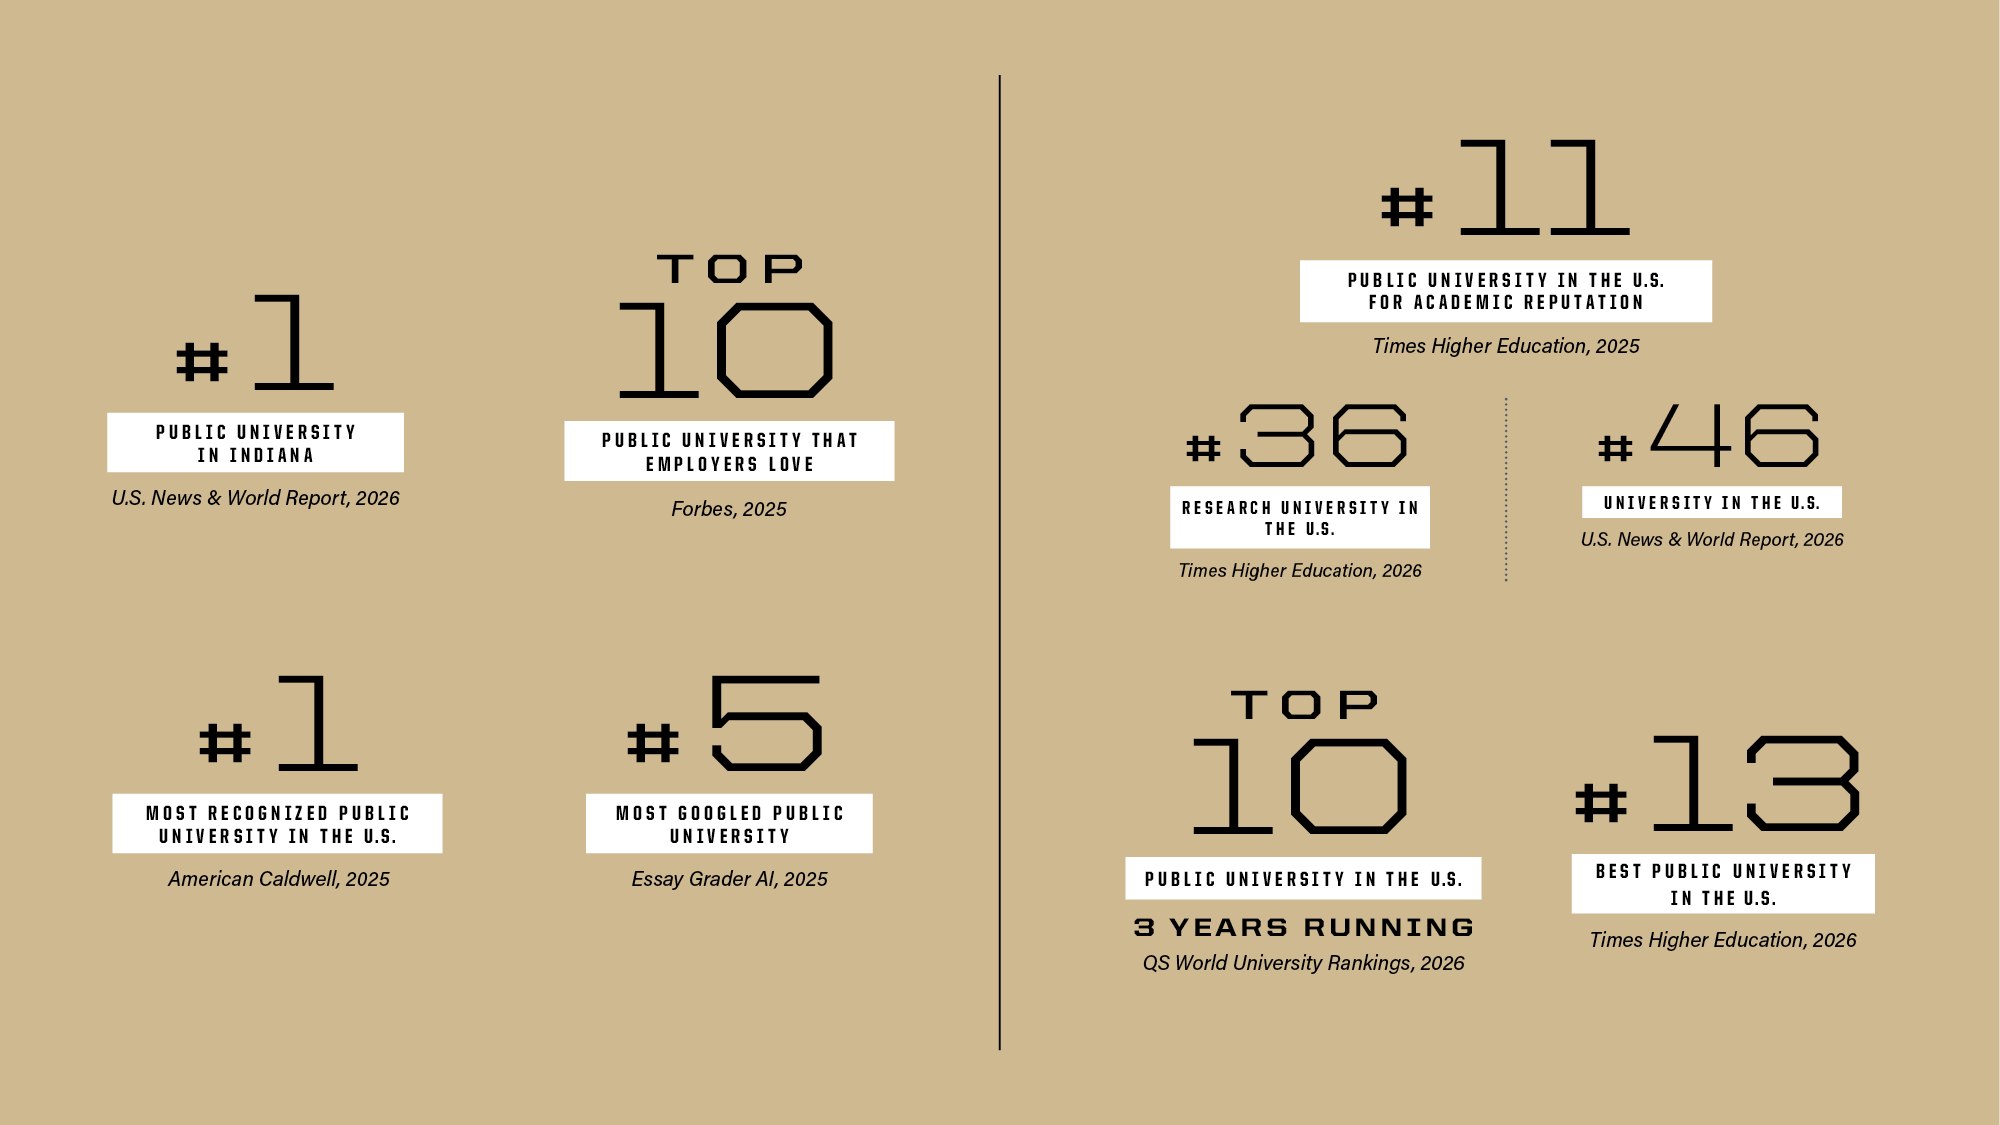 #1
PUBLIC UNIVERSITY
IN INDIANA
U.S. News & World Report, 2026
TOP
10
PUBLIC UNIVERSITY THAT
EMPLOYERS LOVE
Forbes, 2025
#1
MOST RECOGNIZED PUBLIC
UNIVERSITY IN THE U.S.
American Caldwell, 2025
#5
MOST GOOGLED PUBLIC
UNIVERSITY
Essay Grader AI, 2025
#11
PUBLIC UNIVERSITY IN THE U.S.
FOR ACADEMIC REPUTATION
Times Higher Education, 2025
#36
RESEARCH UNIVERSITY IN
THE U.S.
Times Higher Education, 2026
#46
UNIVERSITY IN THE U.S.
U.S. News & World Report, 2026
TOP
10
PUBLIC UNIVERSITY IN THE U.S.
3 YEARS RUNNING
QS World University Rankings, 2026
#13
BEST PUBLIC UNIVERSITY
IN THE U.S.
Times Higher Education, 2026